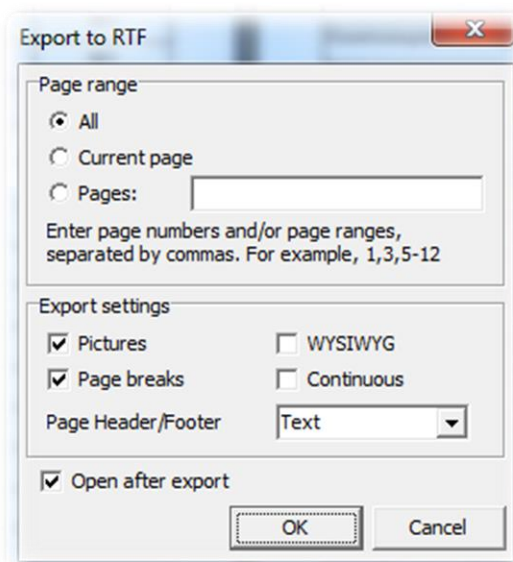 Export to RTF
Page range
All
Current page
Pages:
Enter page numbers and/or page ranges,
separated by commas. For example, 1,3,5-12
Export settings
Pictures
WYSIWYG
Page breaks
Continuous
Page Header/Footer
Text
Open after export
OK
Cancel